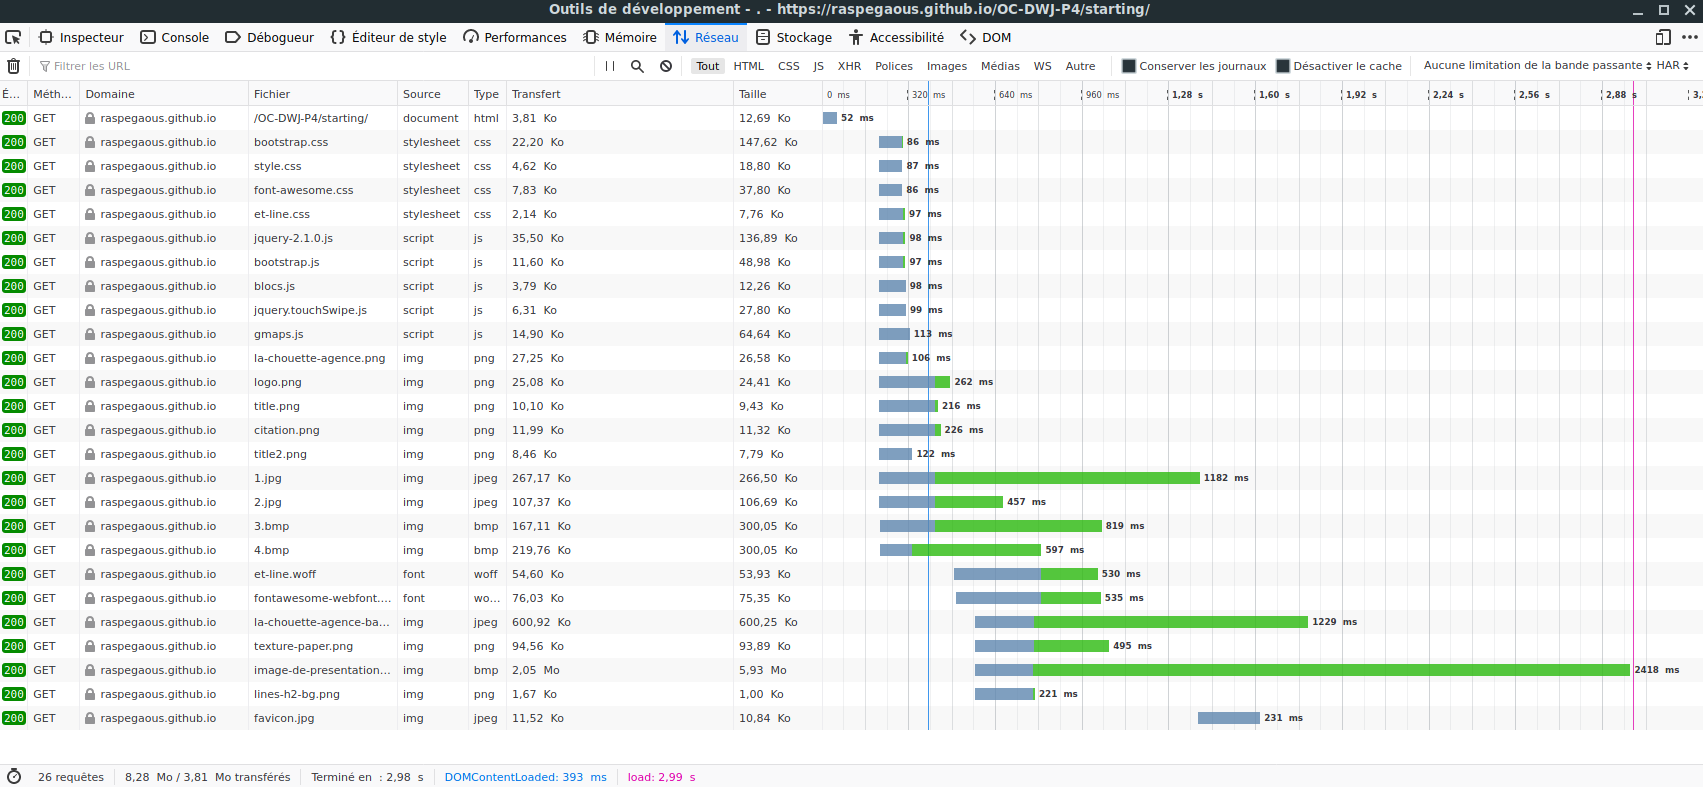 Outils de développement - . - https://raspegaous.github.io/OC-DWJ-P4/starting/
Inspecteur Console Débogueur Éditeur de style Performances Mémoire Réseau Stockage Accessibilité DOM
Filtrer les URL Tout HTML CSS JS XHR Polices Images Médias WS Autre Conserver les journaux Désactiver le cache Aucune limitation de la bande passante HAR
É... Méth... Domaine Fichier Source Type Transfert Taille 0 ms 320 ms 640 ms 960 ms 1,28 s 1,60 s 1,92 s 2,24 s 2,56 s 2,88 s 3,
200 GET raspegaous.github.io /OC-DWJ-P4/starting/ document html 3,81 Ko 12,69 Ko 52 ms
200 GET raspegaous.github.io bootstrap.css stylesheet css 22,20 Ko 147,62 Ko 86 ms
200 GET raspegaous.github.io style.css stylesheet css 4,62 Ko 18,80 Ko 87 ms
200 GET raspegaous.github.io font-awesome.css stylesheet css 7,83 Ko 37,80 Ko 86 ms
200 GET raspegaous.github.io et-line.css stylesheet css 2,14 Ko 7,76 Ko 97 ms
200 GET raspegaous.github.io jquery-2.1.0.js script js 35,50 Ko 136,89 Ko 98 ms
200 GET raspegaous.github.io bootstrap.js script js 11,60 Ko 48,98 Ko 97 ms
200 GET raspegaous.github.io blocs.js script js 3,79 Ko 12,26 Ko 98 ms
200 GET raspegaous.github.io jquery.touchSwipe.js script js 6,31 Ko 27,80 Ko 99 ms
200 GET raspegaous.github.io gmaps.js script js 14,90 Ko 64,64 Ko 113 ms
200 GET raspegaous.github.io la-chouette-agence.png img png 27,25 Ko 26,58 Ko 106 ms
200 GET raspegaous.github.io logo.png img png 25,08 Ko 24,41 Ko 262 ms
200 GET raspegaous.github.io title.png img png 10,10 Ko 9,43 Ko 216 ms
200 GET raspegaous.github.io citation.png img png 11,99 Ko 11,32 Ko 226 ms
200 GET raspegaous.github.io title2.png img png 8,46 Ko 7,79 Ko 122 ms
200 GET raspegaous.github.io 1.jpg img jpeg 267,17 Ko 266,50 Ko 1182 ms
200 GET raspegaous.github.io 2.jpg img jpeg 107,37 Ko 106,69 Ko 457 ms
200 GET raspegaous.github.io 3.bmp img bmp 167,11 Ko 300,05 Ko 819 ms
200 GET raspegaous.github.io 4.bmp img bmp 219,76 Ko 300,05 Ko 597 ms
200 GET raspegaous.github.io et-line.woff font woff 54,60 Ko 53,93 Ko 530 ms
200 GET raspegaous.github.io fontawesome-webfont.... font wo... 76,03 Ko 75,35 Ko 535 ms
200 GET raspegaous.github.io la-chouette-agence-ba... img jpeg 600,92 Ko 600,25 Ko 1229 ms
200 GET raspegaous.github.io texture-paper.png img png 94,56 Ko 93,89 Ko 495 ms
200 GET raspegaous.github.io image-de-presentation... img bmp 2,05 Mo 5,93 Mo 2418 ms
200 GET raspegaous.github.io lines-h2-bg.png img png 1,67 Ko 1,00 Ko 221 ms
200 GET raspegaous.github.io favicon.jpg img jpeg 11,52 Ko 10,84 Ko 231 ms
26 requêtes 8,28 Mo / 3,81 Mo transférés Terminé en : 2,98 s DOMContentLoaded: 393 ms load: 2,99 s